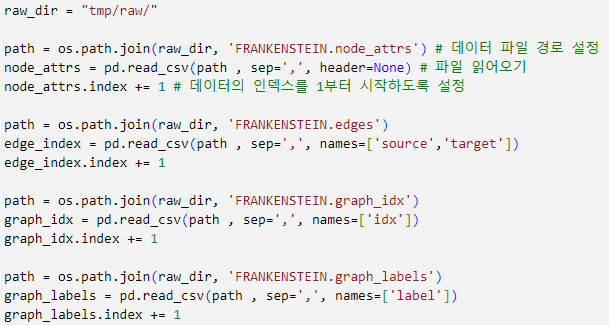 raw_dir = "tmp/raw/"
path = os.path.join(raw_dir, 'FRANKENSTEIN.node_attrs') # 데이터 파일 경로 설정
node_attrs = pd.read_csv(path , sep=',', header=None) # 파일 읽어오기
node_attrs.index += 1 # 데이터의 인덱스를 1부터 시작하도록 설정
path = os.path.join(raw_dir, 'FRANKENSTEIN.edges')
edge_index = pd.read_csv(path , sep=',', names=['source','target'])
edge_index.index += 1
path = os.path.join(raw_dir, 'FRANKENSTEIN.graph_idx')
graph_idx = pd.read_csv(path , sep=',', names=['idx'])
graph_idx.index += 1
path = os.path.join(raw_dir, 'FRANKENSTEIN.graph_labels')
graph_labels = pd.read_csv(path , sep=',', names=['label'])
graph_labels.index += 1